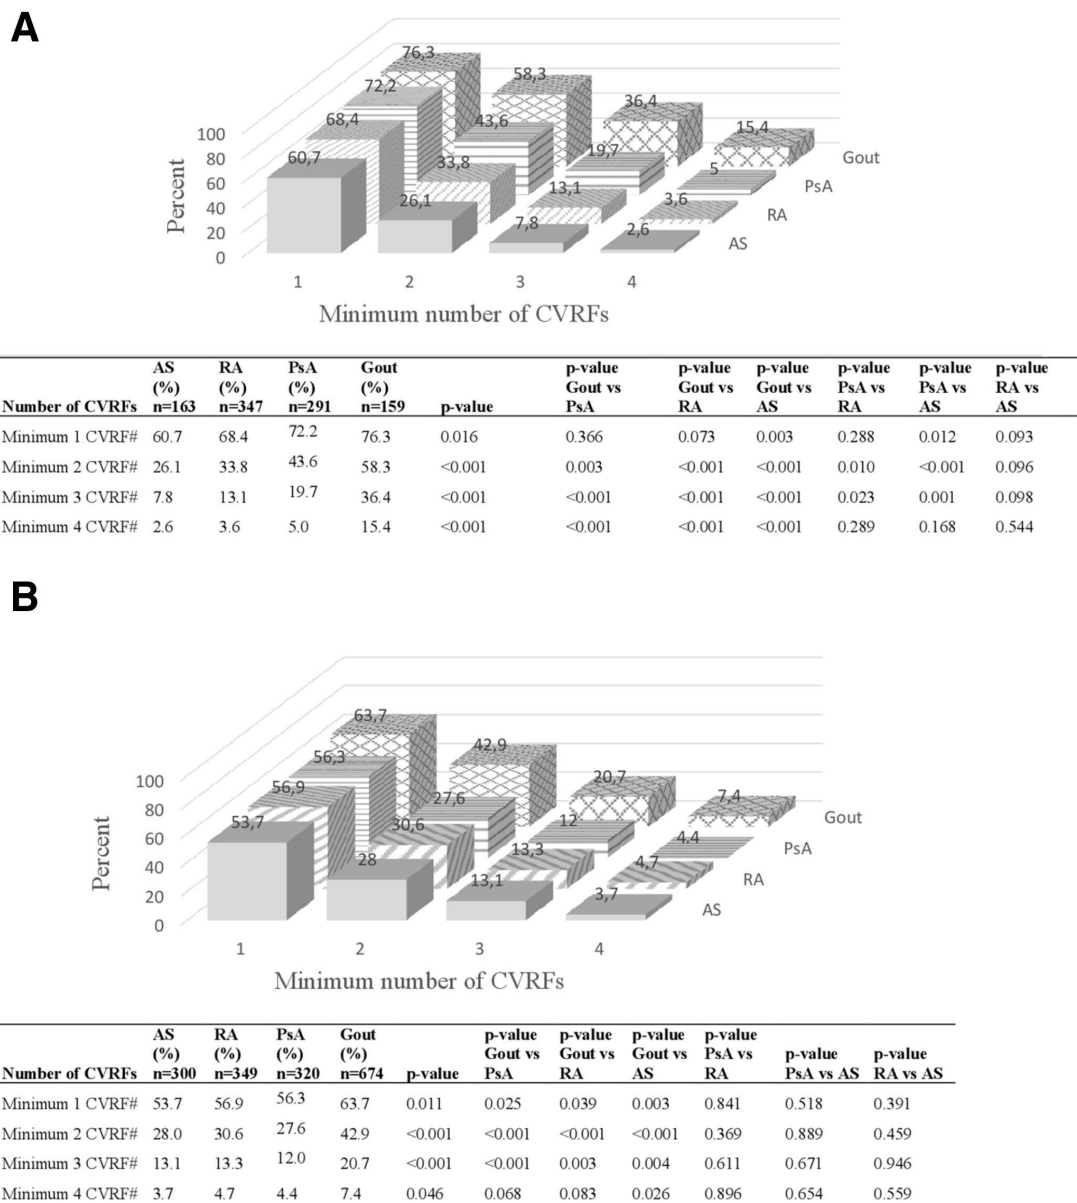 A
76,3
72,2
58,3
68,4
43,6
36,4
60,7
33,8
19,7
15,4
26,1
13,1
5
7,8
3,6
2,6
100
80
60
40
20
0
Percent
Gout
PsA
RA
AS
1 2 3 4
Minimum number of CVRFs
AS RA PsA Gout p-value p-value p-value p-value p-value p-value
(%) (%) (%) (%) Gout vs Gout vs Gout vs PsA vs PsA vs RA vs
Number of CVRFs n=163 n=347 n=291 n=159 p-value PsA RA AS RA AS AS
Minimum 1 CVRF# 60.7 68.4 72.2 76.3 0.016 0.366 0.073 0.003 0.288 0.012 0.093
Minimum 2 CVRF# 26.1 33.8 43.6 58.3 <0.001 0.003 <0.001 <0.001 0.010 <0.001 0.096
Minimum 3 CVRF# 7.8 13.1 19.7 36.4 <0.001 <0.001 <0.001 <0.001 0.023 0.001 0.098
Minimum 4 CVRF# 2.6 3.6 5.0 15.4 <0.001 <0.001 <0.001 <0.001 0.289 0.168 0.544
B
63,7
56,3
42,9
56,9
27,6
20,7
53,7
30,6
12
7,4
28
13,3
4,4
13,1
4,7
3,7
100
80
60
40
20
0
Percent
Gout
PsA
RA
AS
1 2 3 4
Minimum number of CVRFs
AS RA PsA Gout p-value p-value p-value p-value
(%) (%) (%) (%) Gout vs Gout vs Gout vs PsA vs p-value p-value
Number of CVRFs n=300 n=349 n=320 n=674 p-value PsA RA AS RA PsA vs AS RA vs AS
Minimum 1 CVRF# 53.7 56.9 56.3 63.7 0.011 0.025 0.039 0.003 0.841 0.518 0.391
Minimum 2 CVRF# 28.0 30.6 27.6 42.9 <0.001 <0.001 <0.001 <0.001 0.369 0.889 0.459
Minimum 3 CVRF# 13.1 13.3 12.0 20.7 <0.001 <0.001 0.003 0.004 0.611 0.671 0.946
Minimum 4 CVRF# 3.7 4.7 4.4 7.4 0.046 0.068 0.083 0.026 0.896 0.654 0.559